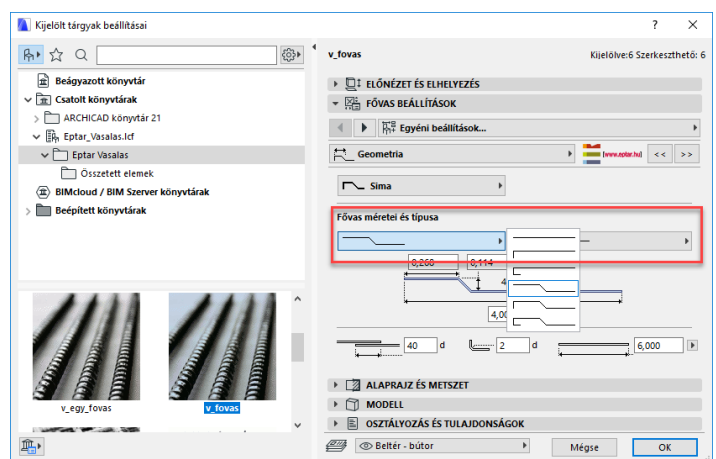 Kijelölt tárgyak beállításai
? ×
v_fovas
Kijelölve:6 Szerkeszthető: 6
Beágyazott könyvtár
Csatolt könyvtárak
ARCHICAD könyvtár 21
Eptar_Vasalas.lcf
Eptar Vasalas
Összetett elemek
BIMcloud / BIM Szerver könyvtárak
Beépített könyvtárak
v_egy_fovas
v_fovas
ELŐNÉZET ÉS ELHELYEZÉS
FŐVAS BEÁLLÍTÁSOK
Egyéni beállítások...
Geometria
[www.eptar.hu]
<< >>
Sima
Fővas méretei és típusa
0,260 0,114
4
4,00
40 d 2 d 6,000
ALAPRAJZ ÉS METSZET
MODELL
OSZTÁLYOZÁS ÉS TULAJDONSÁGOK
Beltér - bútor
Mégse OK